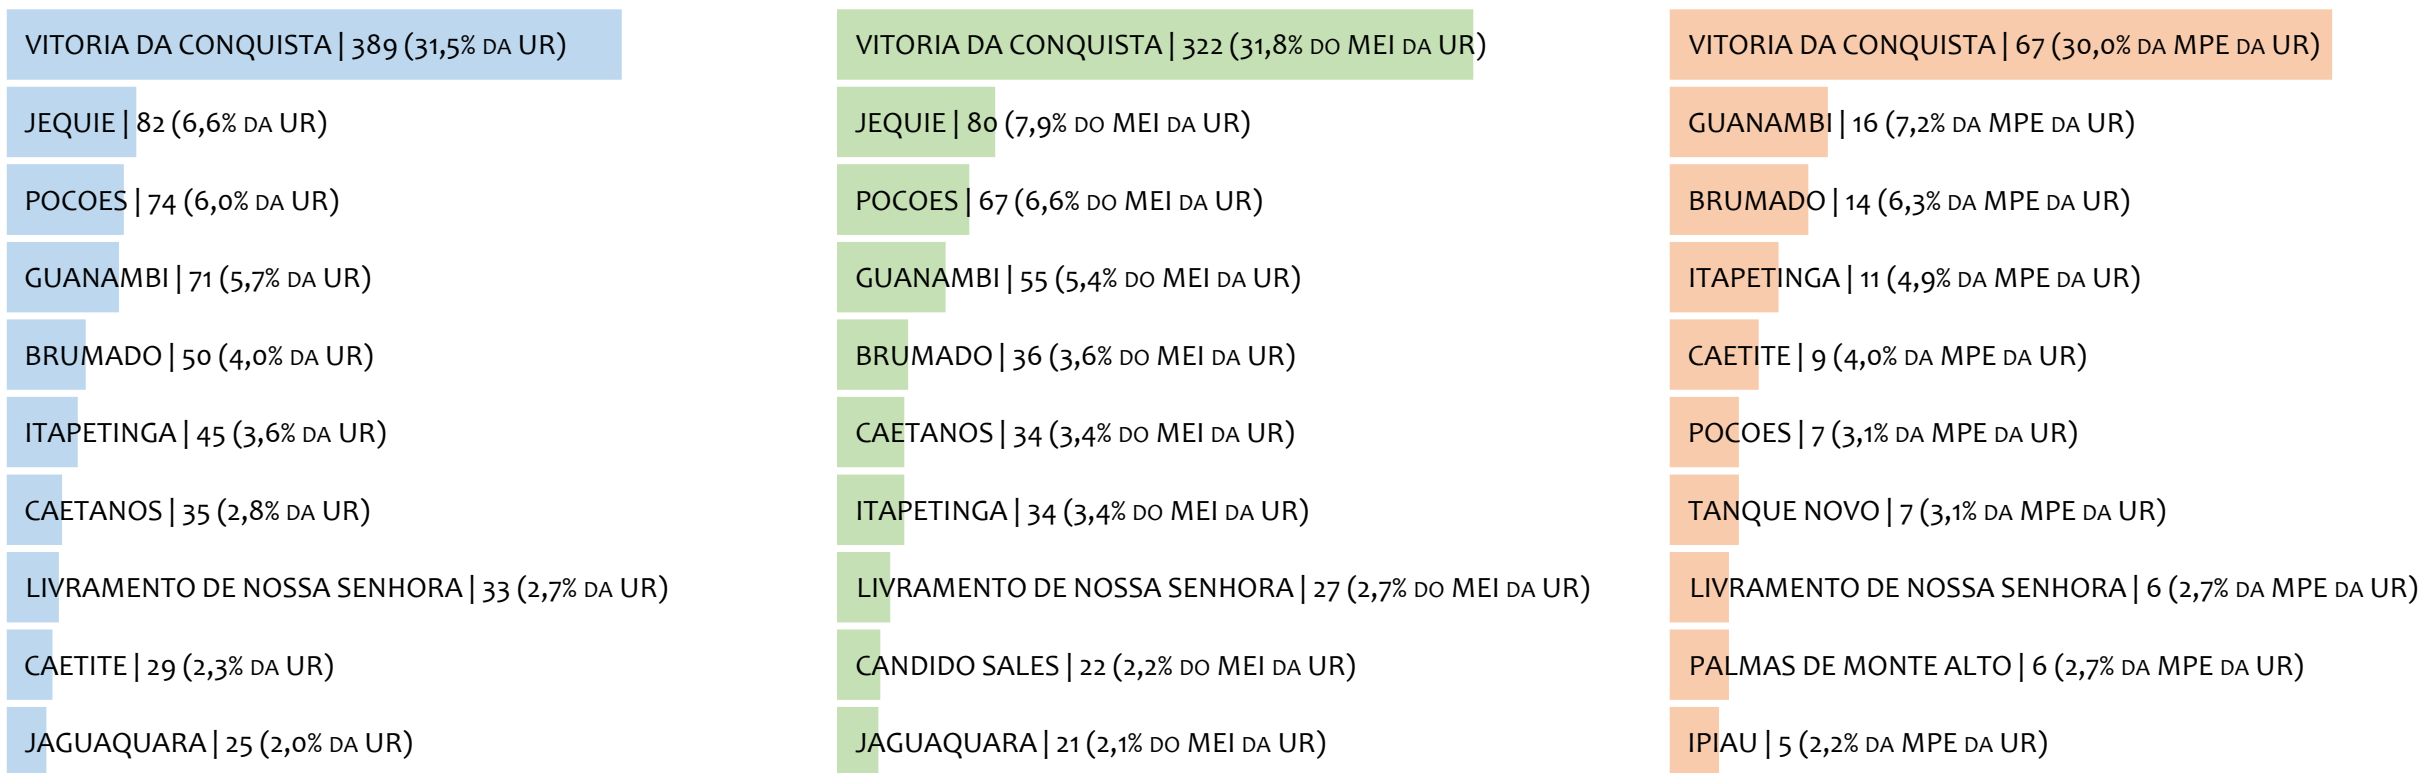 VITORIA DA CONQUISTA | 389 (31,5% DA UR)
JEQUIE | 82 (6,6% DA UR)
POCOES | 74 (6,0% DA UR)
GUANAMBI | 71 (5,7% DA UR)
BRUMADO | 50 (4,0% DA UR)
ITAPETINGA | 45 (3,6% DA UR)
CAETANOS | 35 (2,8% DA UR)
LIVRAMENTO DE NOSSA SENHORA | 33 (2,7% DA UR)
CAETITE | 29 (2,3% DA UR)
JAGUAQUARA | 25 (2,0% DA UR)
VITORIA DA CONQUISTA | 322 (31,8% DO MEI DA UR)
JEQUIE | 80 (7,9% DO MEI DA UR)
POCOES | 67 (6,6% DO MEI DA UR)
GUANAMBI | 55 (5,4% DO MEI DA UR)
BRUMADO | 36 (3,6% DO MEI DA UR)
CAETANOS | 34 (3,4% DO MEI DA UR)
ITAPETINGA | 34 (3,4% DO MEI DA UR)
LIVRAMENTO DE NOSSA SENHORA | 27 (2,7% DO MEI DA UR)
CANDIDO SALES | 22 (2,2% DO MEI DA UR)
JAGUAQUARA | 21 (2,1% DO MEI DA UR)
VITORIA DA CONQUISTA | 67 (30,0% DA MPE DA UR)
GUANAMBI | 16 (7,2% DA MPE DA UR)
BRUMADO | 14 (6,3% DA MPE DA UR)
ITAPETINGA | 11 (4,9% DA MPE DA UR)
CAETITE | 9 (4,0% DA MPE DA UR)
POCOES | 7 (3,1% DA MPE DA UR)
TANQUE NOVO | 7 (3,1% DA MPE DA UR)
LIVRAMENTO DE NOSSA SENHORA | 6 (2,7% DA MPE DA UR)
PALMAS DE MONTE ALTO | 6 (2,7% DA MPE DA UR)
IPIAU | 5 (2,2% DA MPE DA UR)